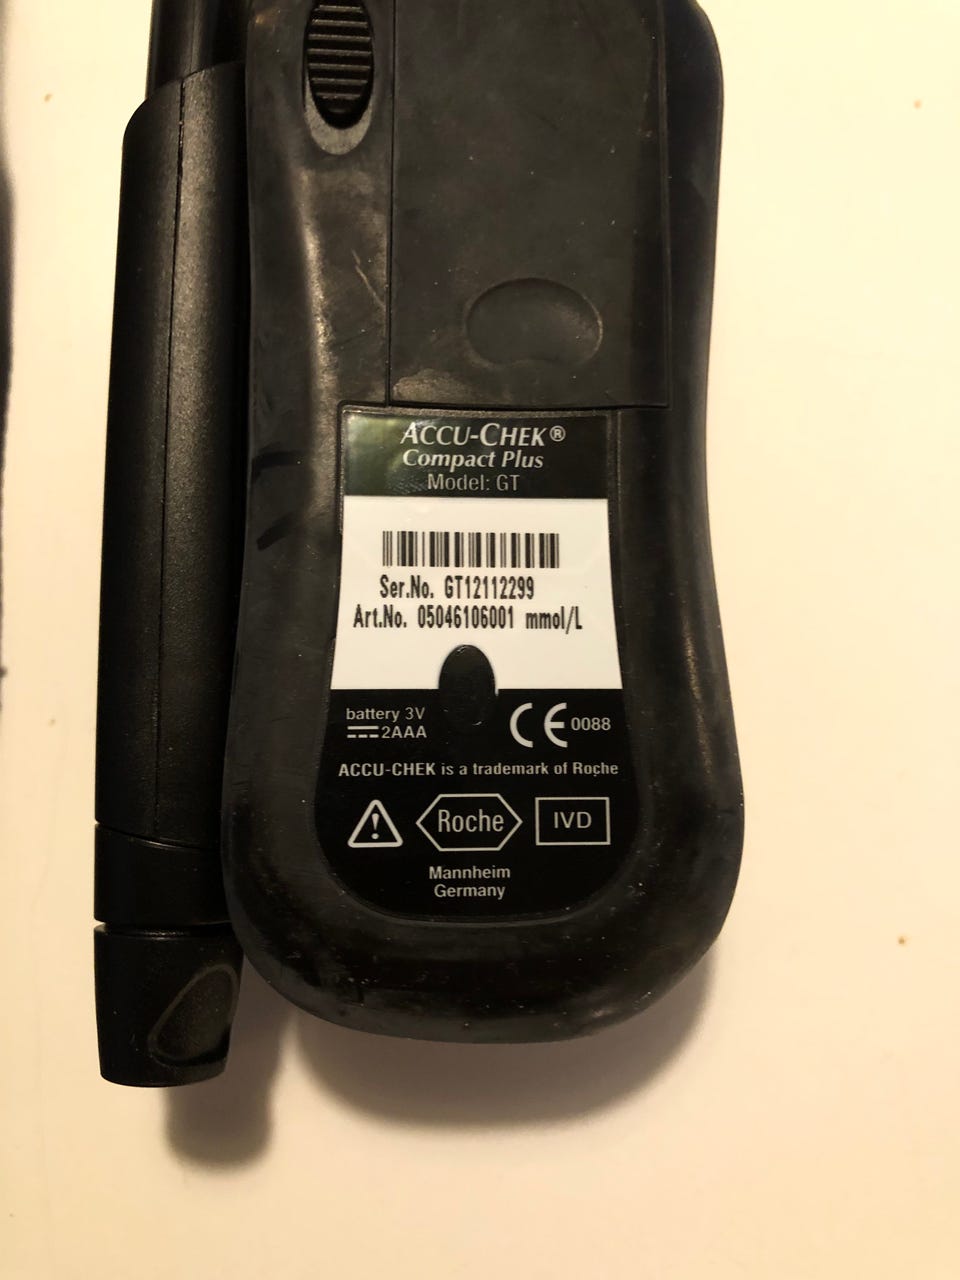 ACCU-CHEK®
Compact Plus
Model: GT
Ser.No. GT12112299
Art.No. 05046106001 mmol/L
battery 3V
2AAA
CE 0088
ACCU-CHEK is a trademark of Roche
Roche
IVD
Mannheim
Germany